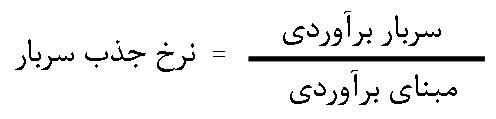 سربار برآوردی
نرخ جذب سربار =
مبنای برآوردی